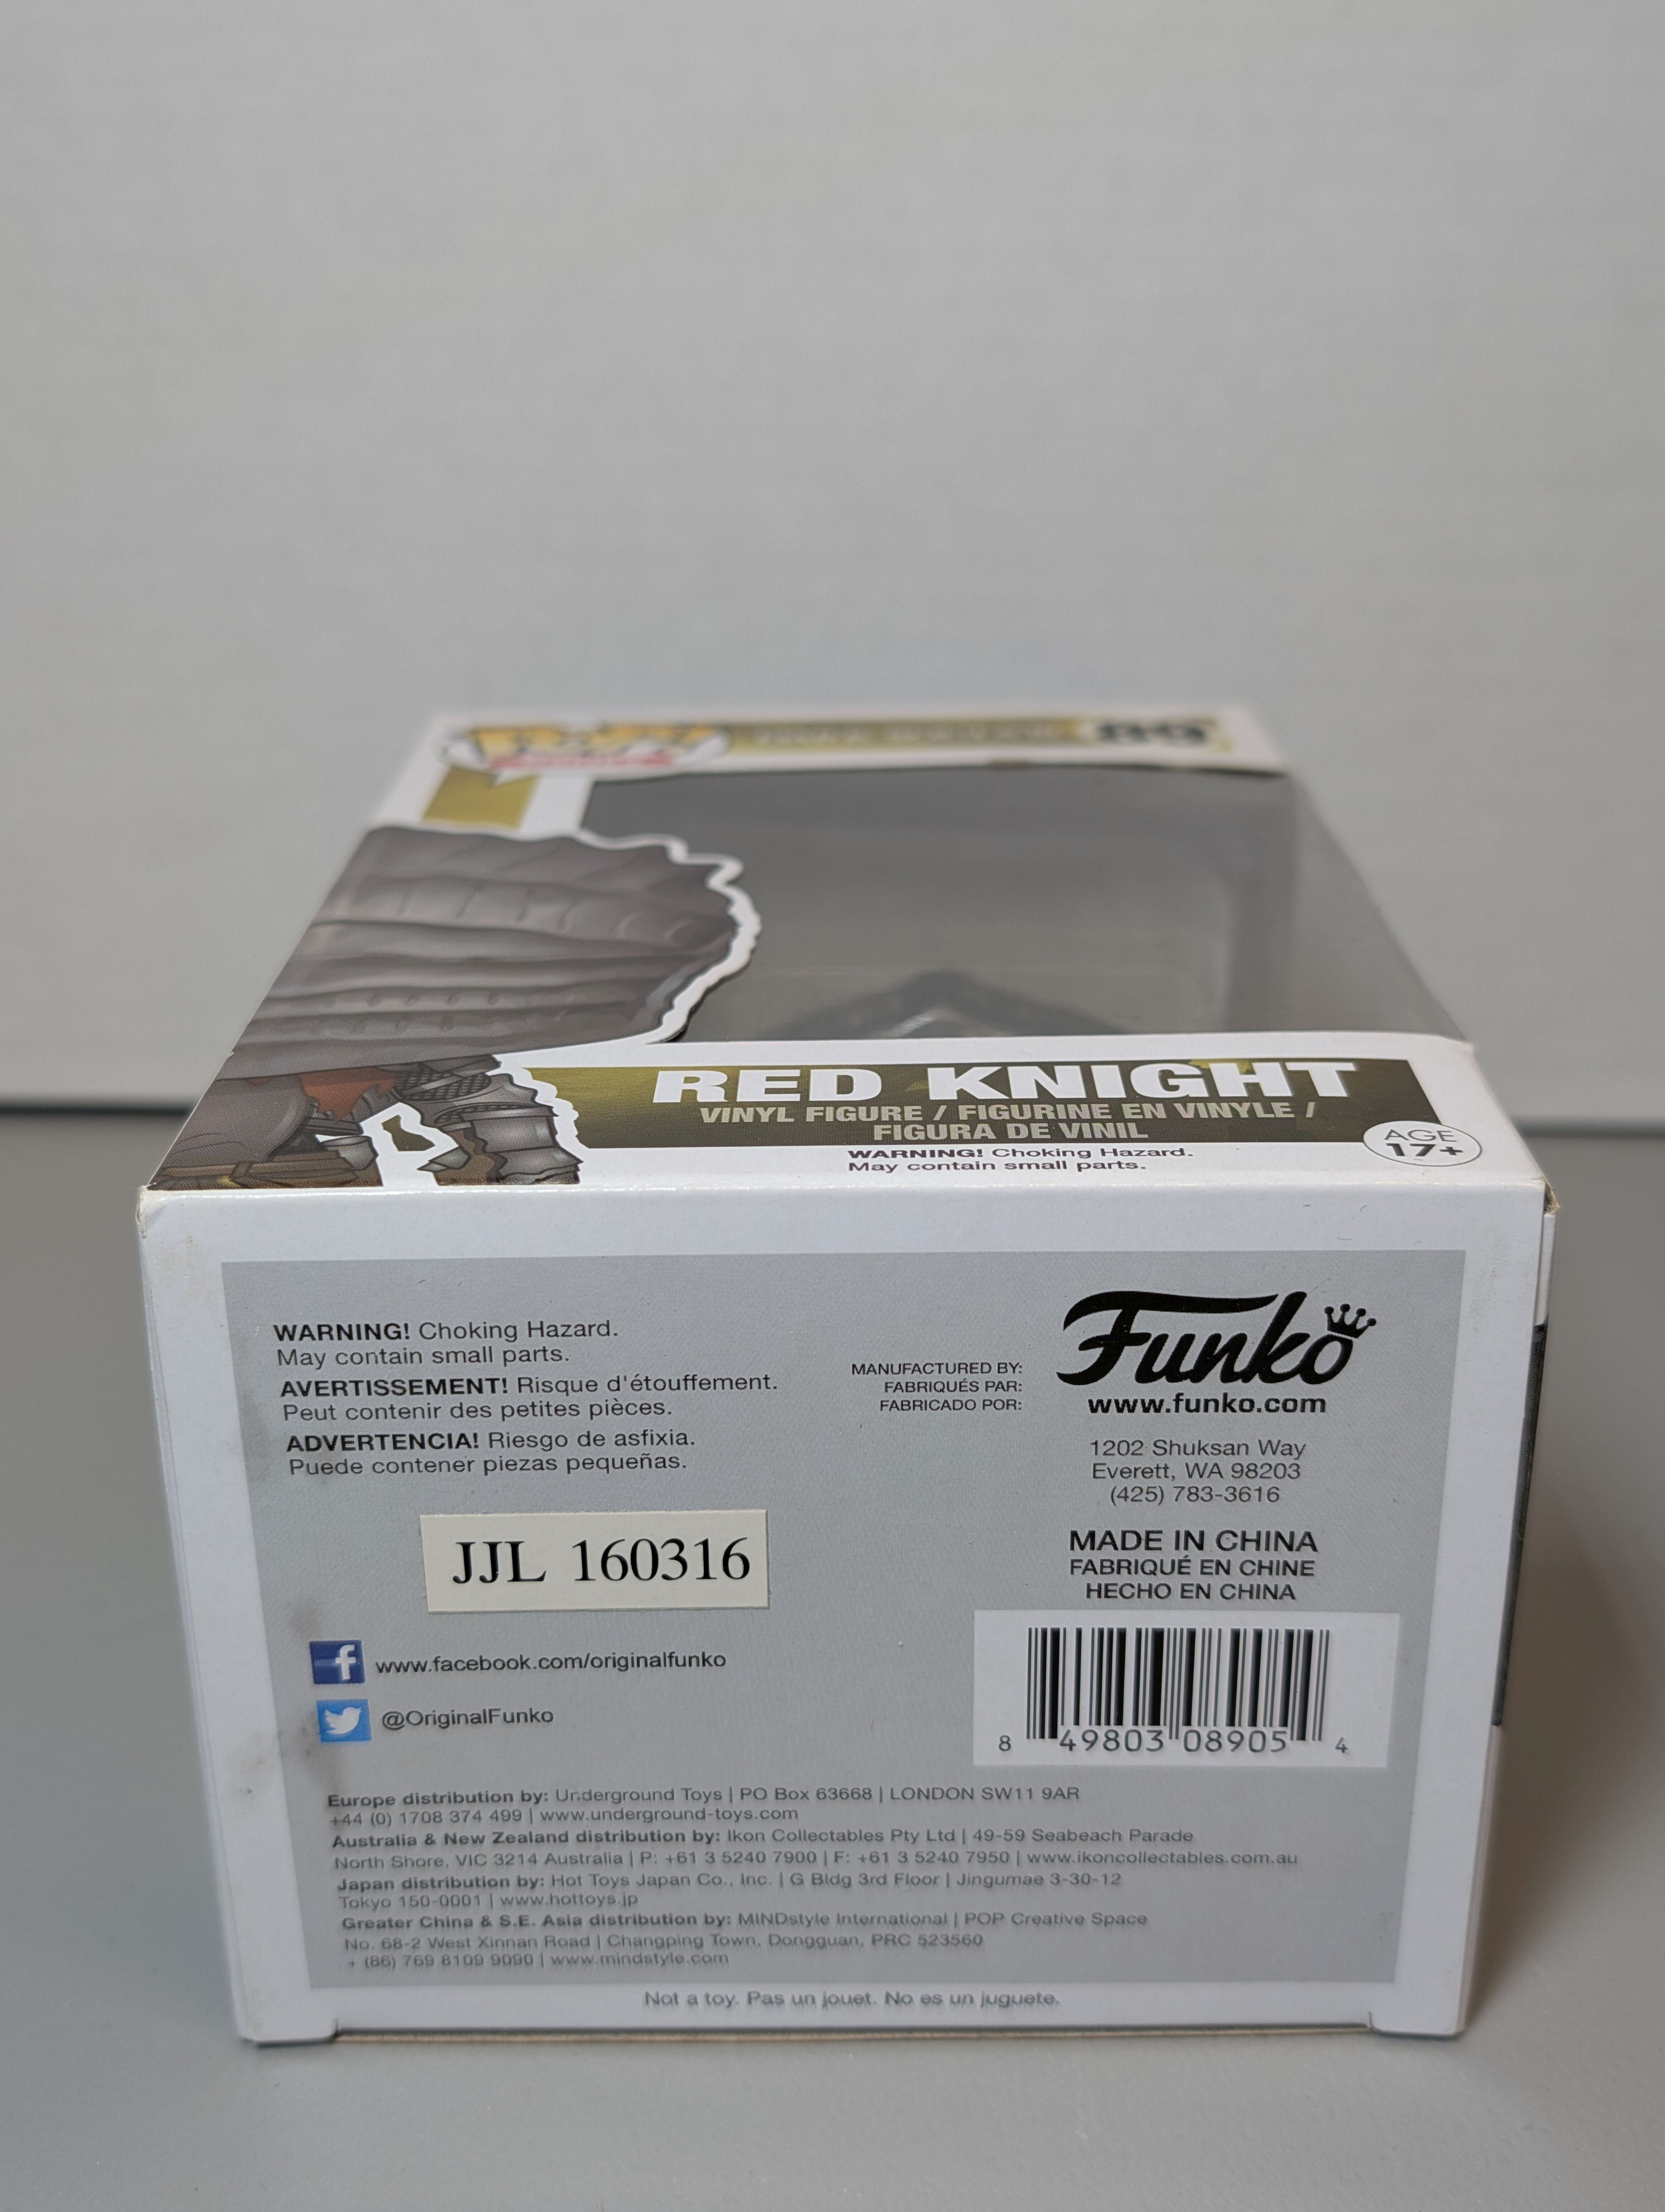 POP!
89
RED KNIGHT
VINYL FIGURE / FIGURINE EN VINYLE /
FIGURA DE VINIL
WARNING! Choking Hazard.
May contain small parts.
AGE
17+
WARNING! Choking Hazard.
May contain small parts.
AVERTISSEMENT! Risque d'étouffement.
Peut contenir des petites pièces.
ADVERTENCIA! Riesgo de asfixia.
Puede contener piezas pequeñas.
MANUFACTURED BY:
FABRIQUÉS PAR:
FABRICADO POR:
Funko
www.funko.com
1202 Shuksan Way
Everett, WA 98203
(425) 783-3616
MADE IN CHINA
FABRIQUÉ EN CHINE
HECHO EN CHINA
JJL 160316
f www.facebook.com/originalfunko
@OriginalFunko
8 49803 08905 4
Europe distribution by: Underground Toys | PO Box 63668 | LONDON SW11 9AR
+44 (0) 1708 374 499 | www.underground-toys.com
Australia & New Zealand distribution by: Ikon Collectables Pty Ltd | 49-59 Seabeach Parade
North Shore, VIC 3214 Australia | P: +61 3 5240 7900 | F: +61 3 5240 7950 | www.ikoncollectables.com.au
Japan distribution by: Hot Toys Japan Co., Inc. | G Bldg 3rd Floor | Jingumae 3-30-12
Tokyo 150-0001 | www.hottoys.jp
Greater China & S.E. Asia distribution by: MINDstyle International | POP Creative Space
No. 68-2 West Xinnan Road | Changping Town, Dongguan, PRC 523560
+ (86) 769 8109 9090 | www.mindstyle.com
Not a toy. Pas un jouet. No es un juguete.